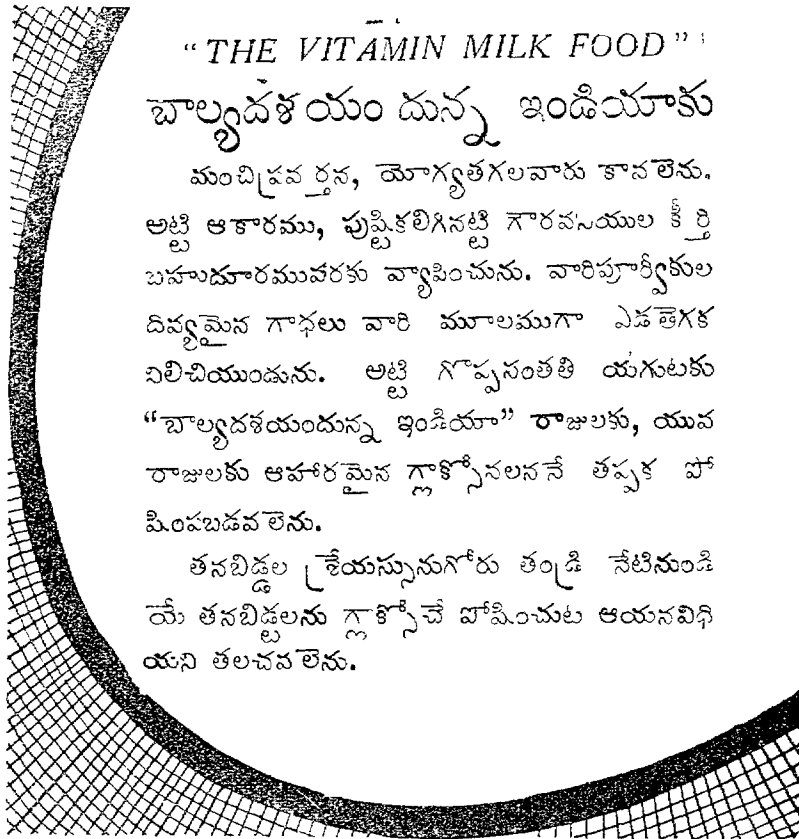 "THE VITAMIN MILK FOOD"
బాల్యదశయందున్న ఇండియాకు
మంచిప్రవర్తన, యోగ్యతగలవారు కావలెను.
అట్టి ఆకారము, పుష్టికలిగినట్టి గౌరవనీయుల కీర్తి
బహుదూరమువరకు వ్యాపించును. వారిపూర్వీకుల
దివ్యమైన గాధలు వారి మూలముగా ఎడతెగక
నిలిచియుండును. అట్టి గొప్పసంతతి యగుటకు
"బాల్యదశయందున్న ఇండియా" రాజులకు, యువ
రాజులకు ఆహారమైన గ్లాక్సోవలననే తప్పక పో
షింపబడవలెను.
తనబిడ్డల శ్రేయస్సునుగోరు తండ్రి నేటినుండి
యే తనబిడ్డలను గ్లాక్సోచే పోషించుట ఆయనవిధి
యని తలచవలెను.